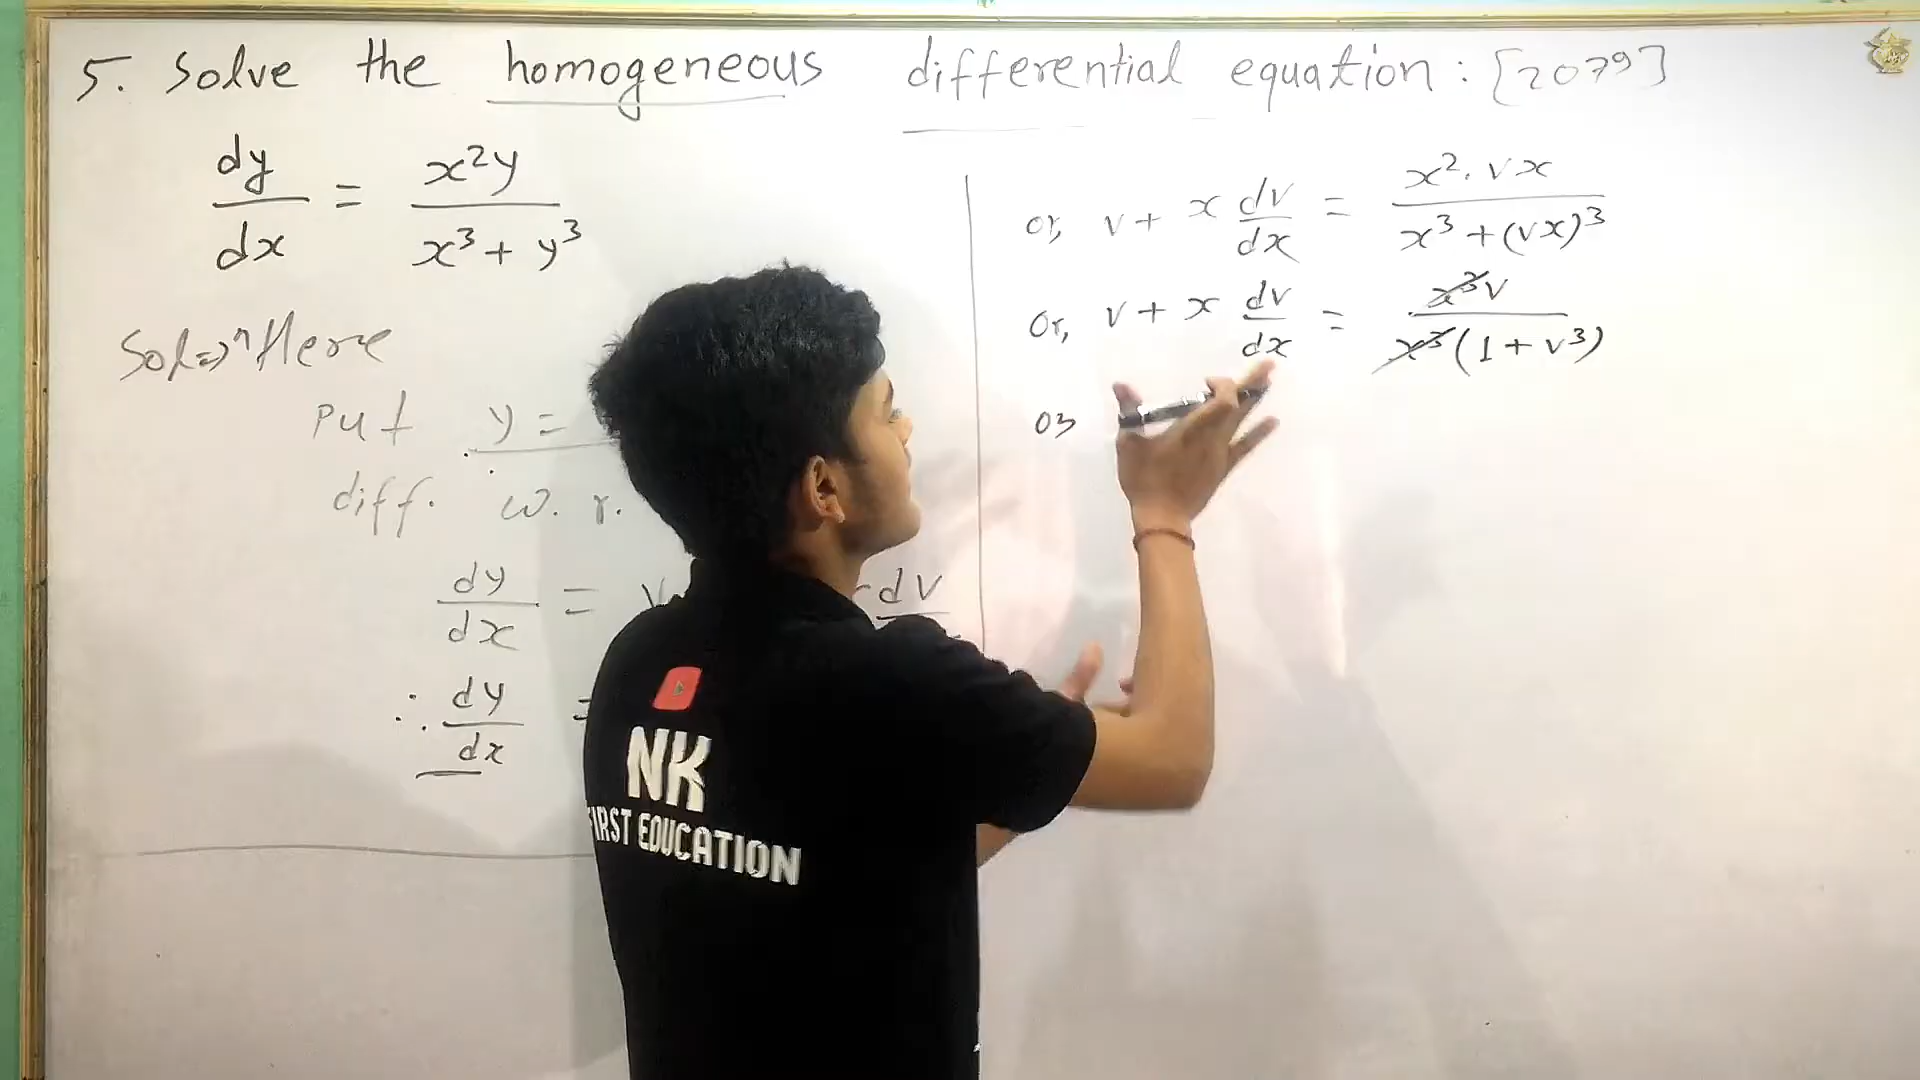 5. Solve the homogeneous differential equation: [2079]
dy/dx = x²y / x³ + y³
Solⁿ Here
Put y =
diff. w. r.
dy/dx = v dv
∴ dy/dx =
or, v + x dv/dx = x². vx / x³ + (vx)³
Or, v + x dv/dx = x³v / x³(1 + v³)
or
NK
FIRST EDUCATION